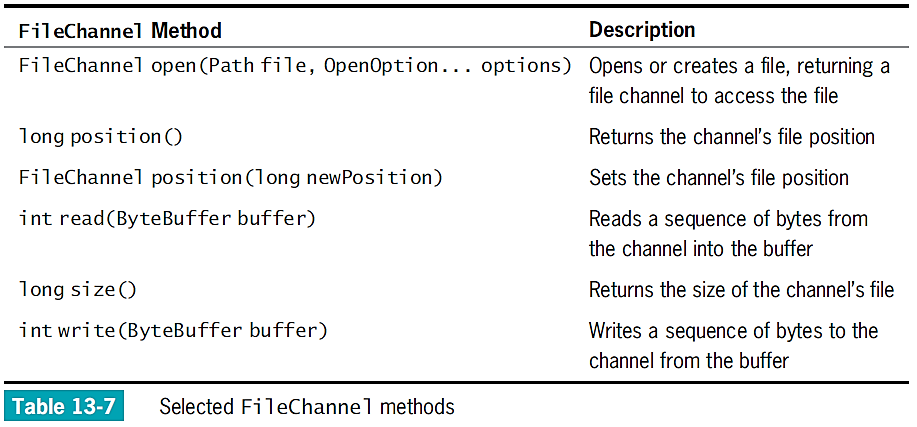 FileChannel Method Description
FileChannel open(Path file, OpenOption... options) Opens or creates a file, returning a
file channel to access the file
long position() Returns the channel's file position
FileChannel position(long newPosition) Sets the channel's file position
int read(ByteBuffer buffer) Reads a sequence of bytes from
the channel into the buffer
long size() Returns the size of the channel's file
int write(ByteBuffer buffer) Writes a sequence of bytes to the
channel from the buffer
Table 13-7 Selected FileChannel methods